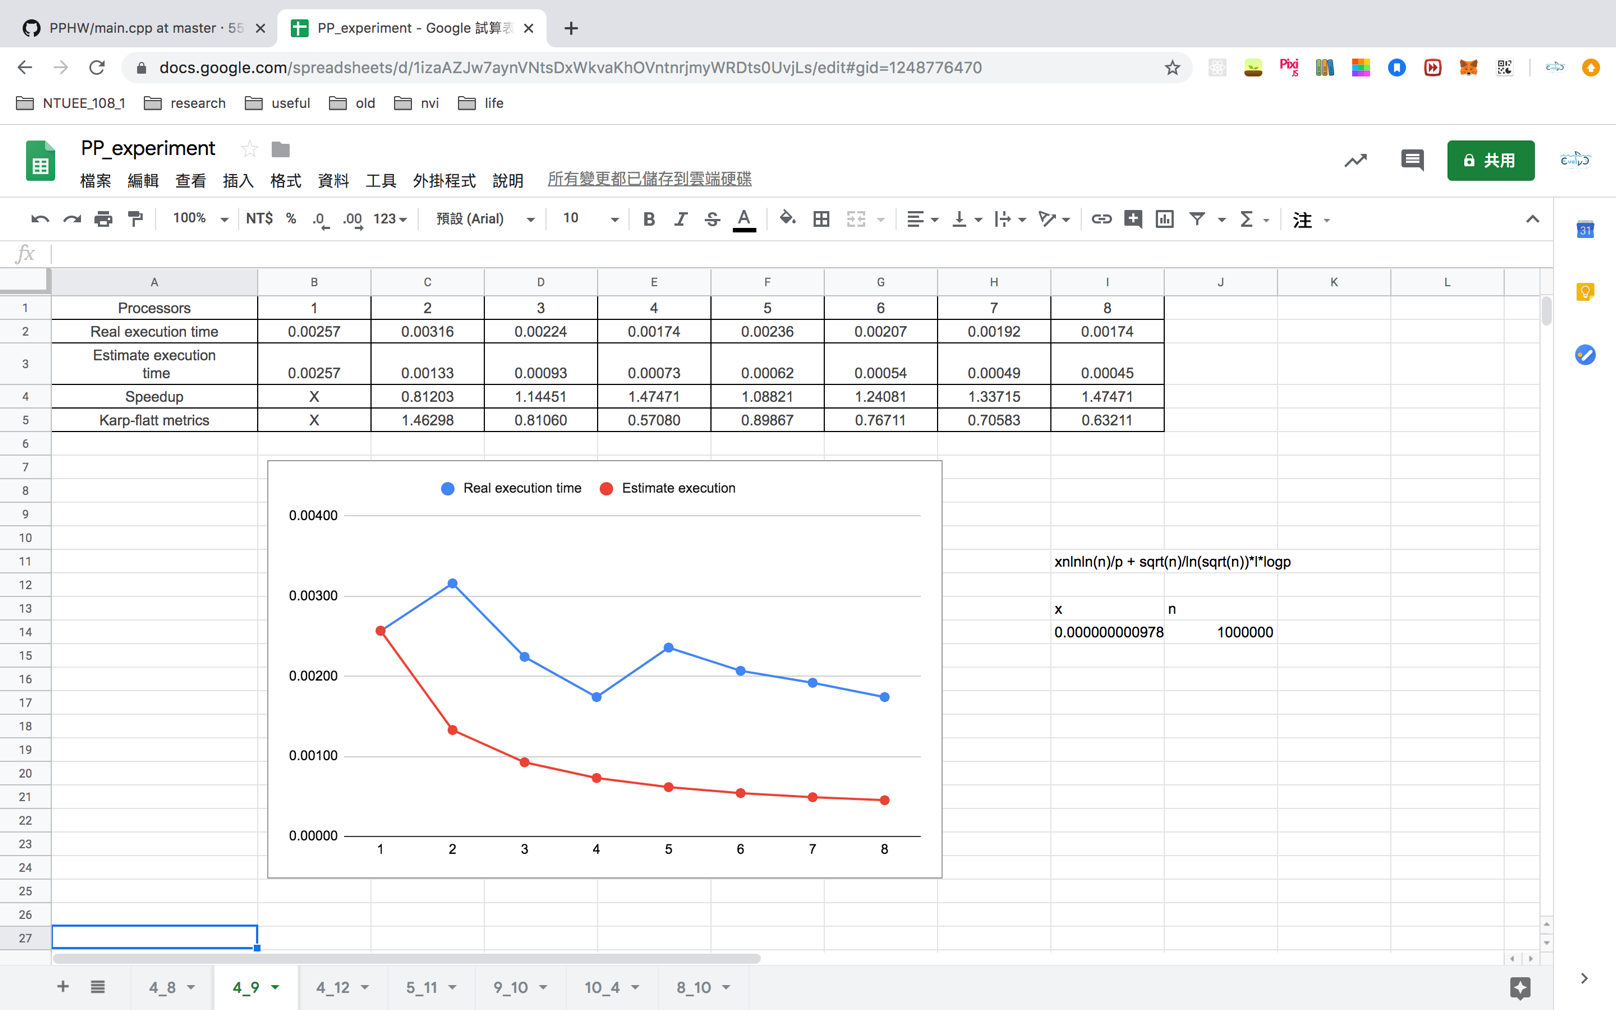 PPHW/main.cpp at master · 55
PP_experiment - Google 試算表
docs.google.com/spreadsheets/d/1izaAZJw7aynVNtsDxWkvaKhOVntnrjmyWRDts0UvjLs/edit#gid=1248776470
Pixi JS
NTUEE_108_1 research useful old nvi life
PP_experiment
檔案 編輯 查看 插入 格式 資料 工具 外掛程式 說明 所有變更都已儲存到雲端硬碟
共用
100% NT$ % .0 .00 123 預設 (Arial) 10 B I S A Σ 注
31
fx
A B C D E F G H I J K L
1 Processors 1 2 3 4 5 6 7 8
2 Real execution time 0.00257 0.00316 0.00224 0.00174 0.00236 0.00207 0.00192 0.00174
Estimate execution
3 time 0.00257 0.00133 0.00093 0.00073 0.00062 0.00054 0.00049 0.00045
4 Speedup X 0.81203 1.14451 1.47471 1.08821 1.24081 1.33715 1.47471
5 Karp-flatt metrics X 1.46298 0.81060 0.57080 0.89867 0.76711 0.70583 0.63211
6
7
8
9
10
11
12
13
14
15
16
17
18
19
20
21
22
23
24
25
26
27
Real execution time Estimate execution
0.00400
0.00300
0.00200
0.00100
0.00000
1 2 3 4 5 6 7 8
xnlnln(n)/p + sqrt(n)/ln(sqrt(n))*l*logp
x n
0.000000000978 1000000
4_8 4_9 4_12 5_11 9_10 10_4 8_10